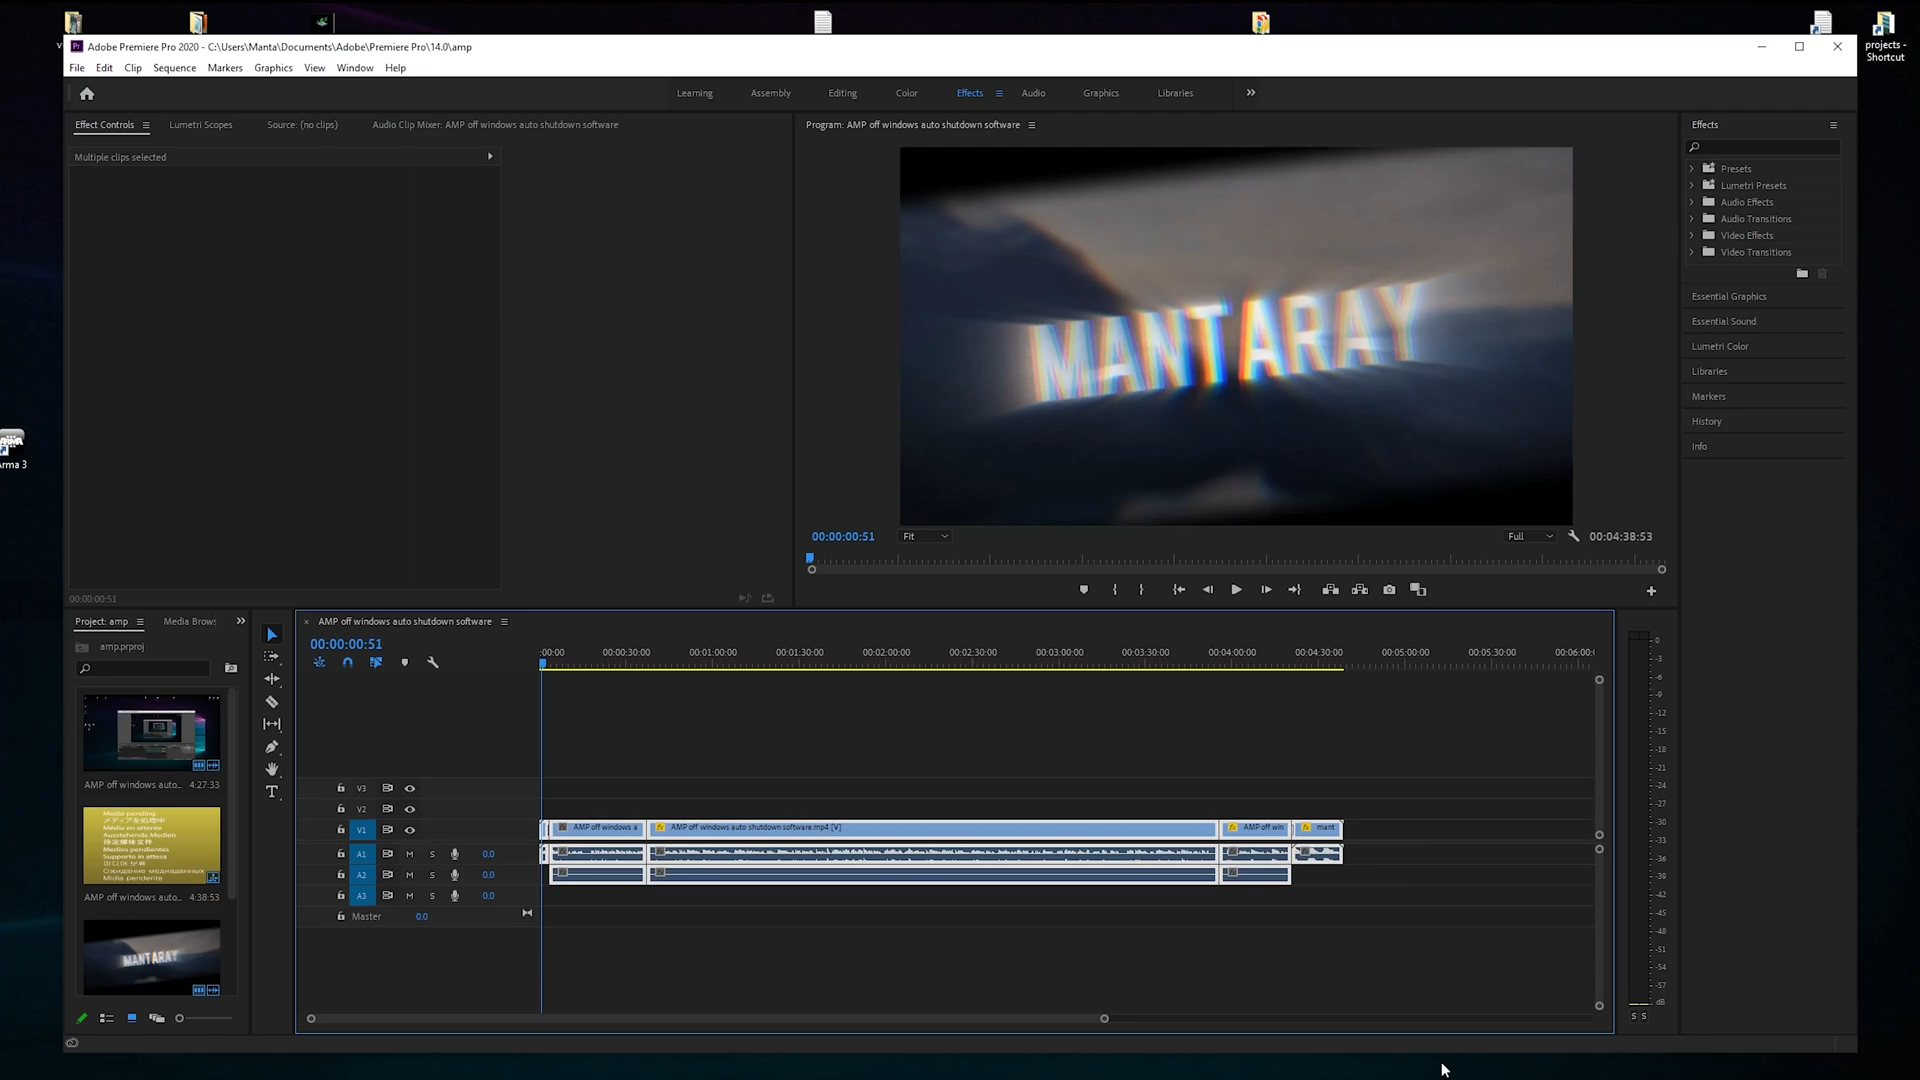 projects -
Shortcut
Adobe Premiere Pro 2020 - C:\Users\Manta\Documents\Adobe\Premiere Pro\14.0\amp
File Edit Clip Sequence Markers Graphics View Window Help
Learning Assembly Editing Color Effects Audio Graphics Libraries
Effect Controls Lumetri Scopes Source: (no clips) Audio Clip Mixer: AMP off windows auto shutdown software
Multiple clips selected
00:00:00:51
Program: AMP off windows auto shutdown software
MANTARAY
00:00:00:51 Fit Full 00:04:38:53
Effects
Presets
Lumetri Presets
Audio Effects
Audio Transitions
Video Effects
Video Transitions
Essential Graphics
Essential Sound
Lumetri Color
Libraries
Markers
History
Info
Arma 3
Project: amp Media Brows
amp.prproj
AMP off windows auto... 4:27:33
Media pending
メディアを処理中
Média en attente
Ausstehende Medien
待定媒体文件
Medios pendientes
Supporto in attesa
미디어 보류
Ожидание медиаданных
Mídia pendente
AMP off windows auto... 4:38:53
MANTARAY
AMP off windows auto shutdown software
00:00:00:51
:00:00 00:00:30:00 00:01:00:00 00:01:30:00 00:02:00:00 00:02:30:00 00:03:00:00 00:03:30:00 00:04:00:00 00:04:30:00 00:05:00:00 00:05:30:00 00:06:00:
V3
V2
V1 AMP off windows a fx AMP off windows auto shutdown software.mp4 [V] fx AMP off win fx mant
A1 M S 0.0
A2 M S 0.0
A3 M S 0.0
Master 0.0
0
-3
-6
-9
-12
-15
-18
-21
-24
-27
-30
-33
-36
-39
-42
-45
-48
-51
-54
-57
dB
S S